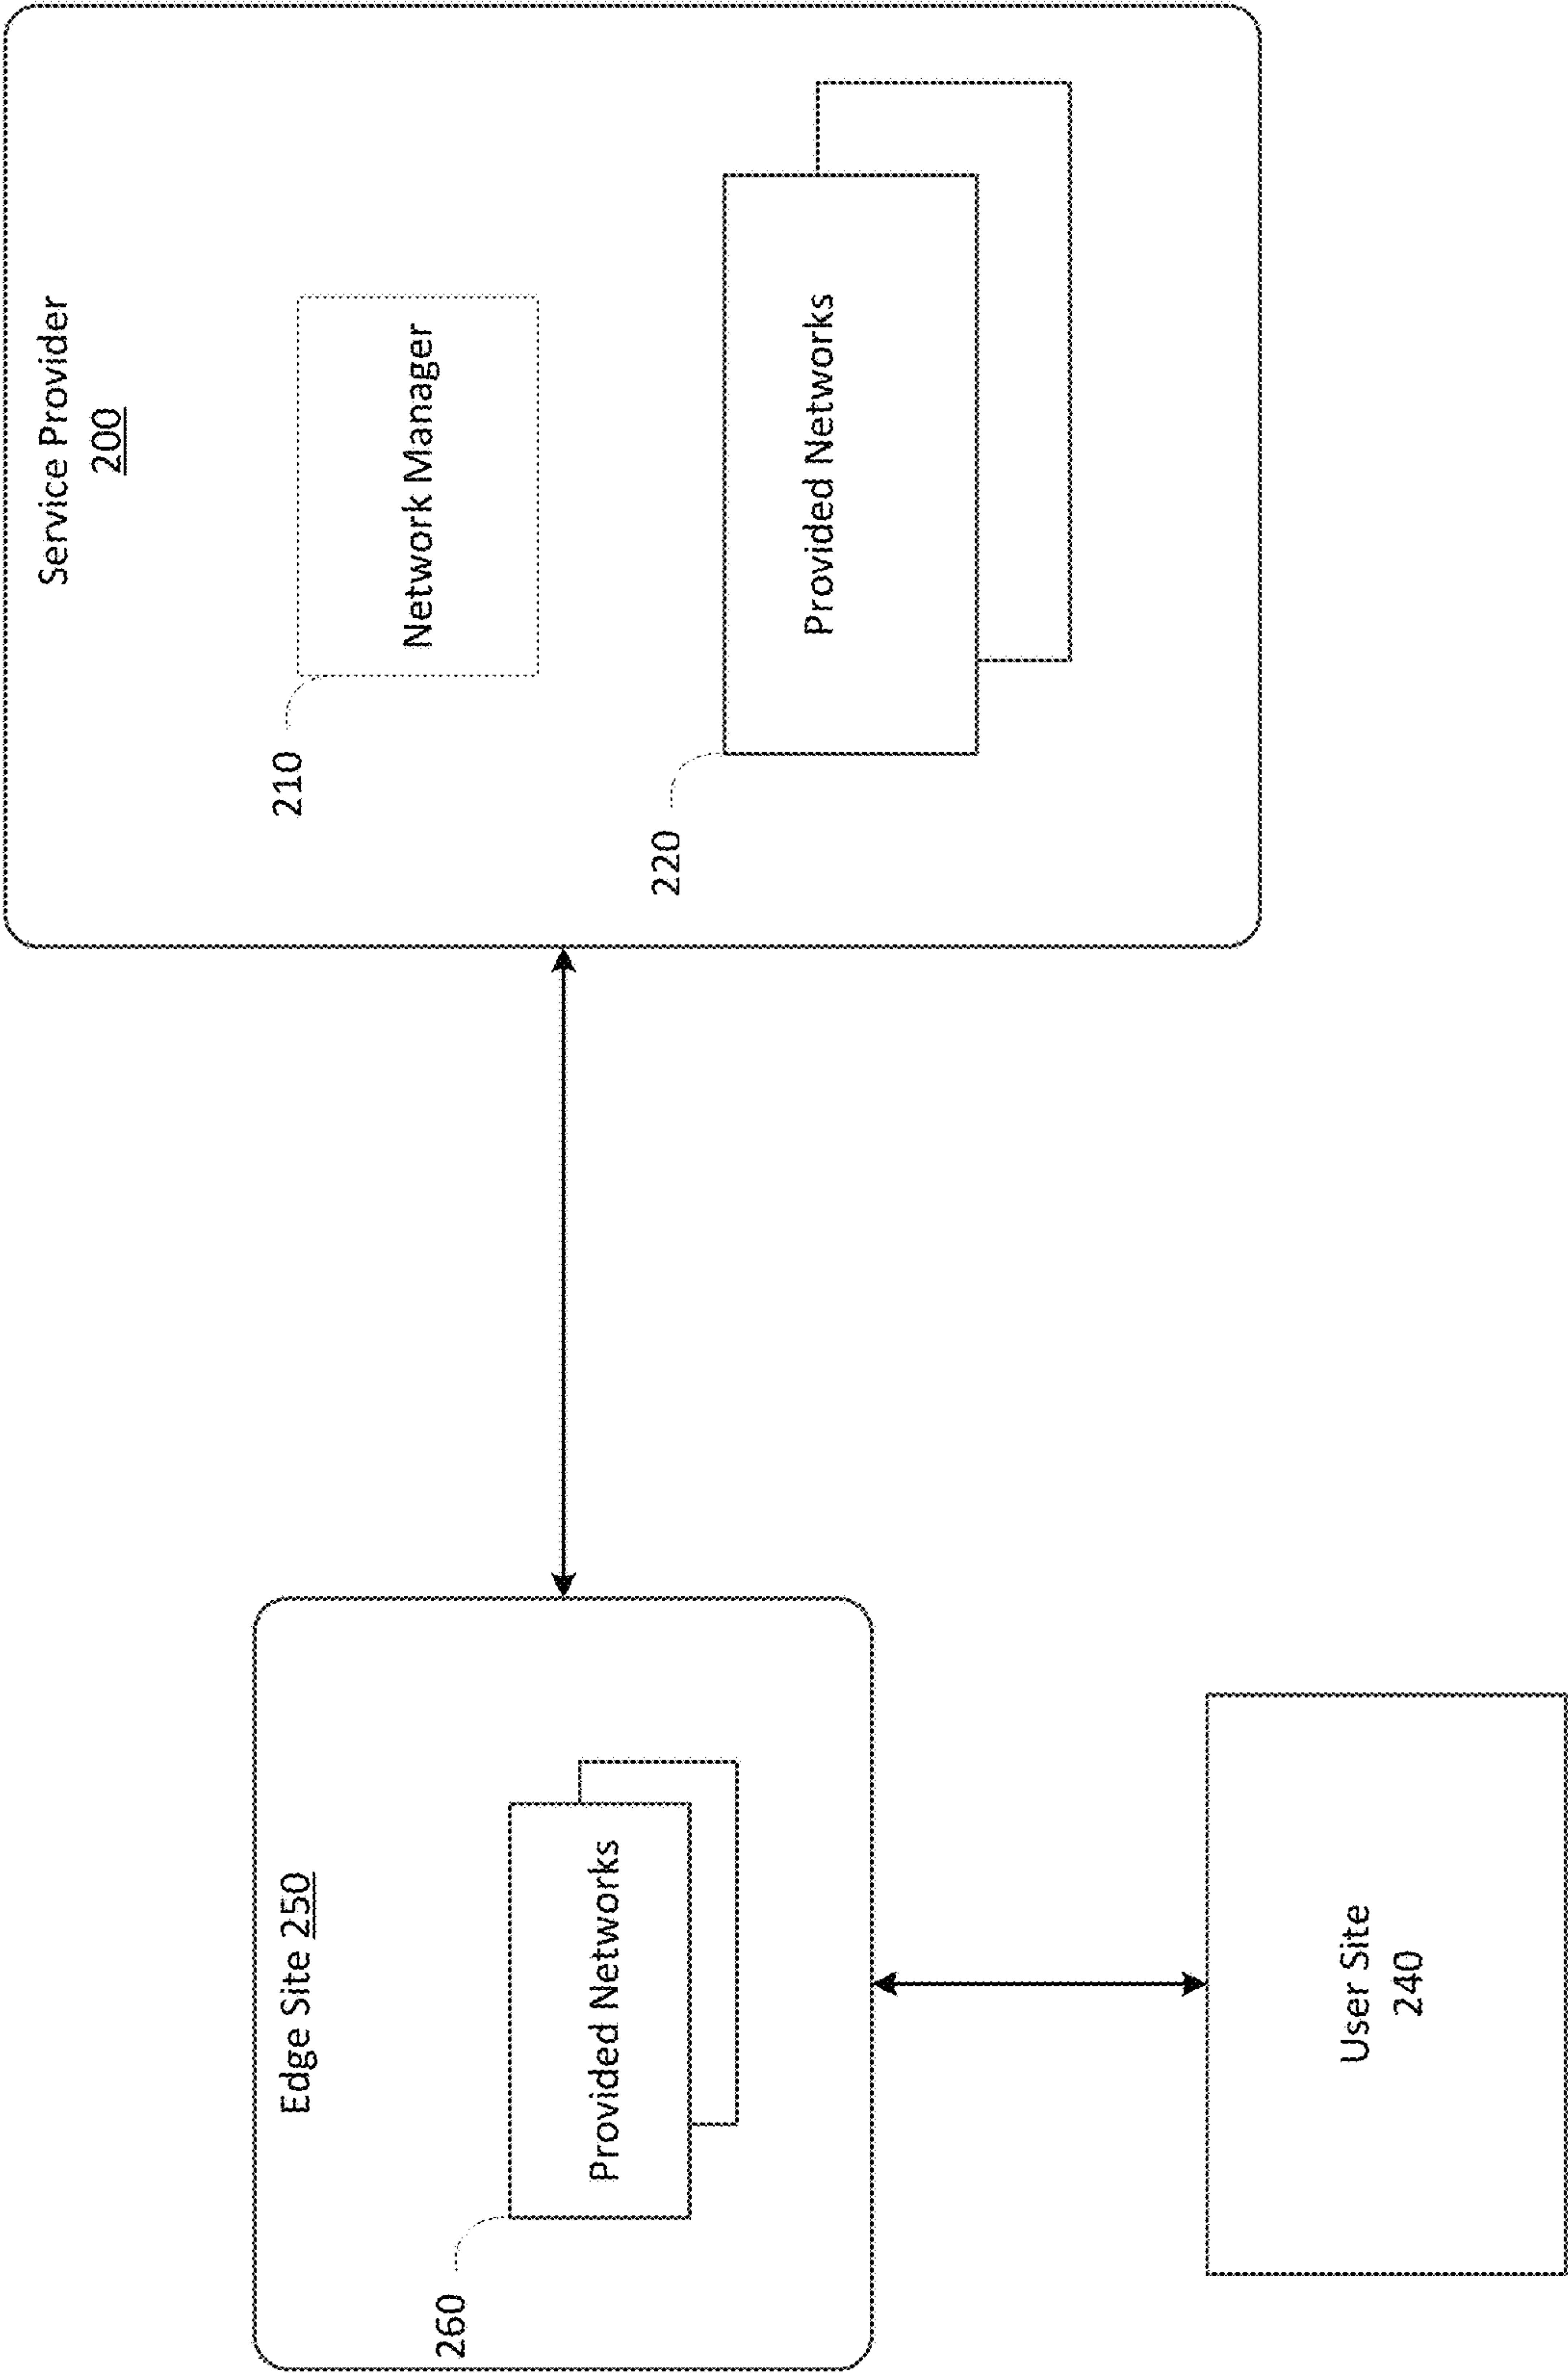 Edge Site 250
260
Provided Networks
User Site
240
Service Provider
200
210
Network Manager
220
Provided Networks